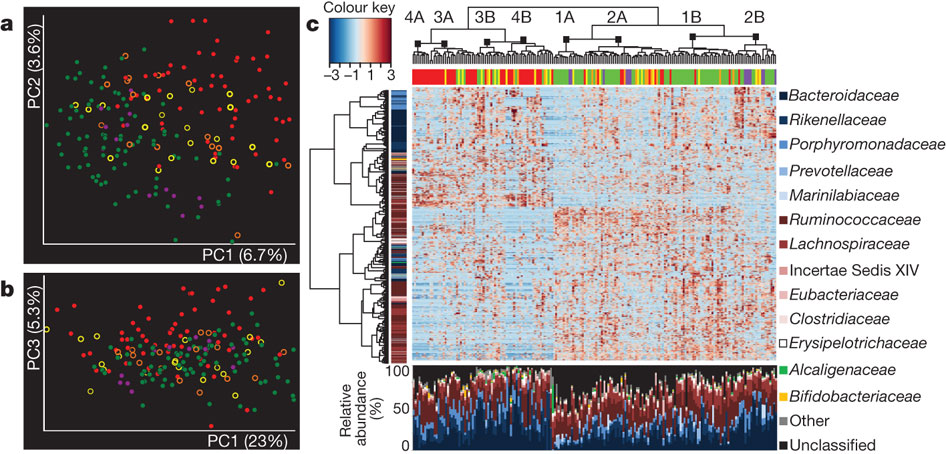 a
PC2 (3.6%)
PC1 (6.7%)
b
PC3 (5.3%)
PC1 (23%)
c
Colour key
−3 −1 1 3
4A 3A 3B 4B 1A 2A 1B 2B
Bacteroidaceae
Rikenellaceae
Porphyromonadaceae
Prevotellaceae
Marinilabiaceae
Ruminococcaceae
Lachnospiraceae
Incertae Sedis XIV
Eubacteriaceae
Clostridiaceae
Erysipelotrichaceae
Alcaligenaceae
Bifidobacteriaceae
Other
Unclassified
Relative
abundance
(%)
100
50
0